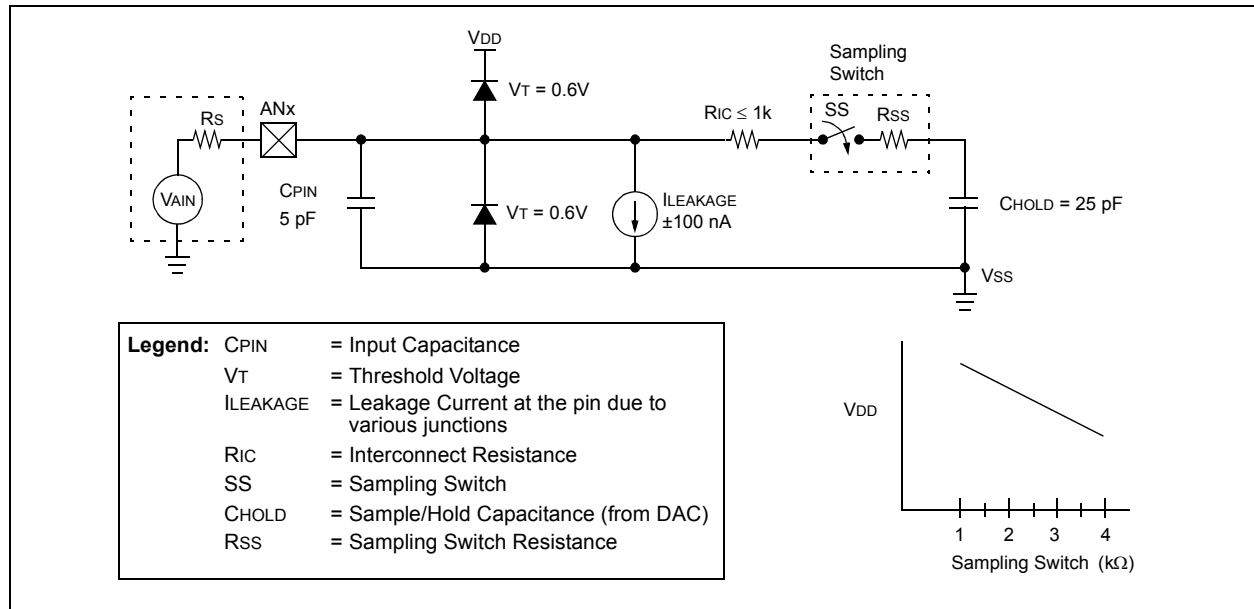 VDD
Sampling
Switch
VT = 0.6V
RS
ANx
RIC ≤ 1k
SS
RSS
VAIN
CPIN
5 pF
VT = 0.6V
ILEAKAGE
±100 nA
CHOLD = 25 pF
VSS
Legend: CPIN = Input Capacitance
VT = Threshold Voltage
ILEAKAGE = Leakage Current at the pin due to
various junctions
RIC = Interconnect Resistance
SS = Sampling Switch
CHOLD = Sample/Hold Capacitance (from DAC)
RSS = Sampling Switch Resistance
VDD
1 2 3 4
Sampling Switch (kΩ)